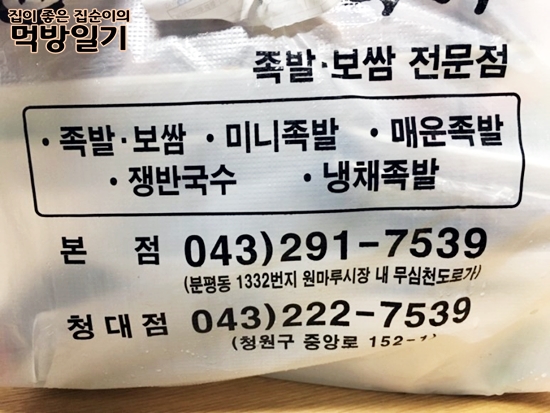 집이 좋은 집순이의
먹방일기
족발·보쌈 전문점
· 족발·보쌈 · 미니족발 · 매운족발
· 쟁반국수 · 냉채족발
본 점 043)291-7539
(분평동 1332번지 원마루시장 내 무심천도로가)
청대점 043)222-7539
(청원구 중앙로 152-1)